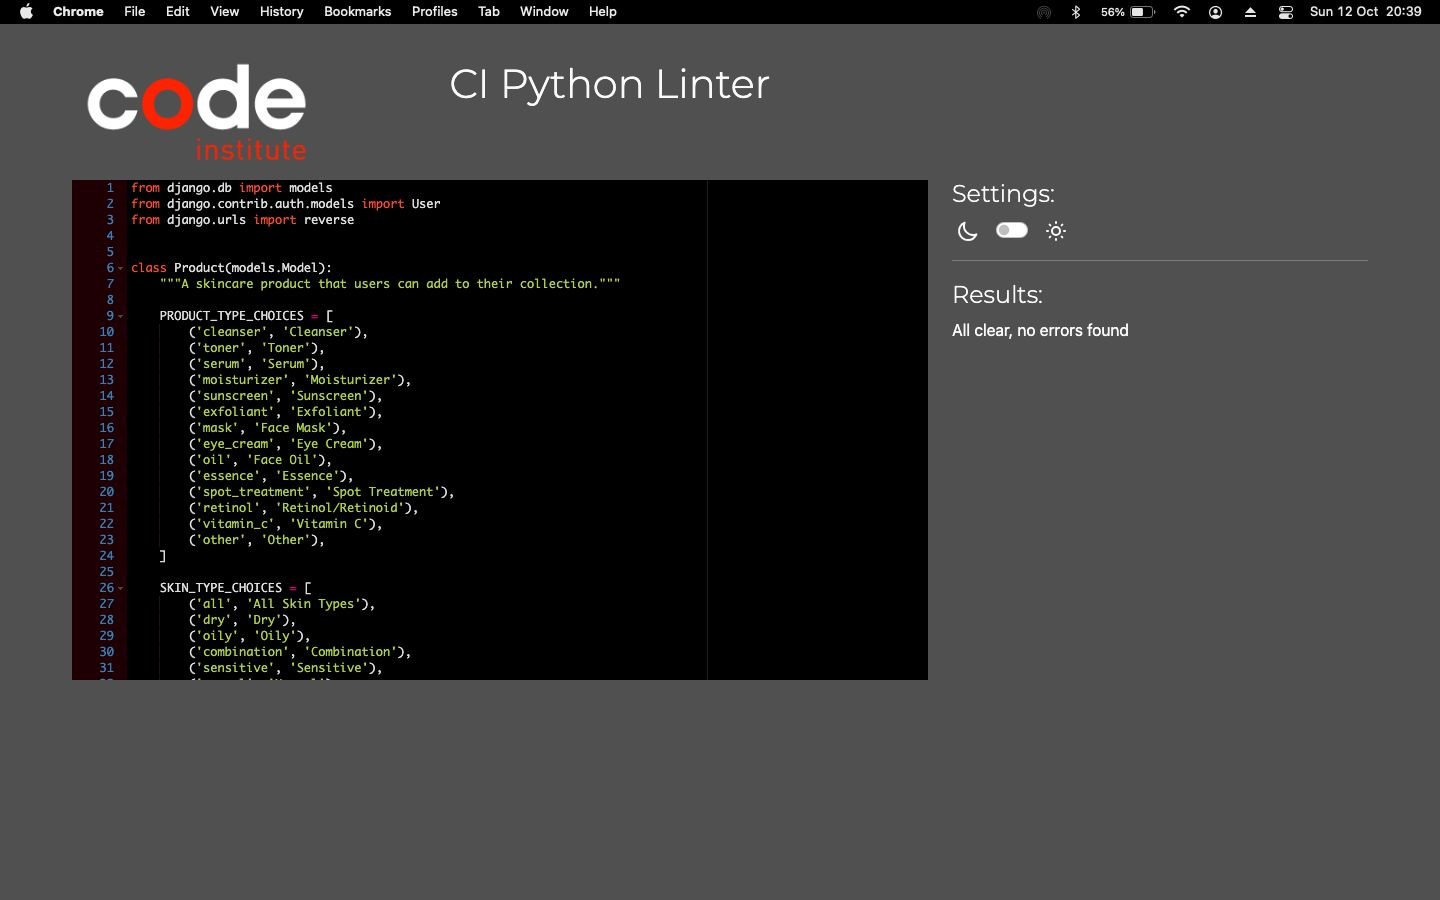 Chrome File Edit View History Bookmarks Profiles Tab Window Help 56% Sun 12 Oct 20:39
code
institute
CI Python Linter
1 from django.db import models
2 from django.contrib.auth.models import User
3 from django.urls import reverse
4
5
6 class Product(models.Model):
7 """A skincare product that users can add to their collection."""
8
9 PRODUCT_TYPE_CHOICES = [
10 ('cleanser', 'Cleanser'),
11 ('toner', 'Toner'),
12 ('serum', 'Serum'),
13 ('moisturizer', 'Moisturizer'),
14 ('sunscreen', 'Sunscreen'),
15 ('exfoliant', 'Exfoliant'),
16 ('mask', 'Face Mask'),
17 ('eye_cream', 'Eye Cream'),
18 ('oil', 'Face Oil'),
19 ('essence', 'Essence'),
20 ('spot_treatment', 'Spot Treatment'),
21 ('retinol', 'Retinol/Retinoid'),
22 ('vitamin_c', 'Vitamin C'),
23 ('other', 'Other'),
24 ]
25
26 SKIN_TYPE_CHOICES = [
27 ('all', 'All Skin Types'),
28 ('dry', 'Dry'),
29 ('oily', 'Oily'),
30 ('combination', 'Combination'),
31 ('sensitive', 'Sensitive'),
Settings:
Results:
All clear, no errors found